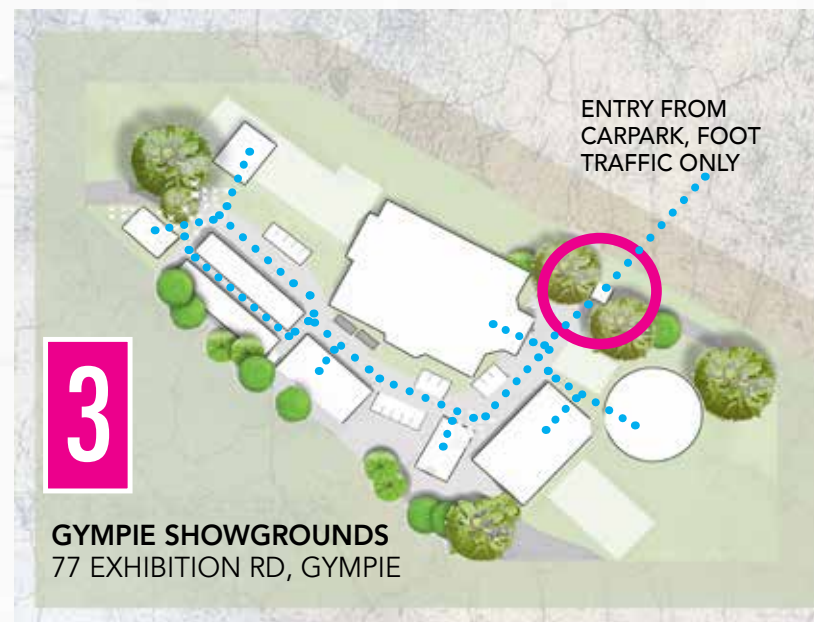 ENTRY FROM
CARPARK, FOOT
TRAFFIC ONLY
3
GYMPIE SHOWGROUNDS
77 EXHIBITION RD, GYMPIE